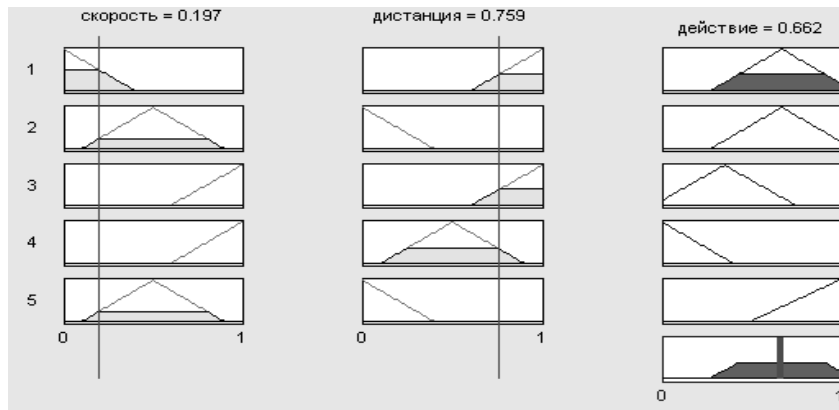 скорость = 0.197
дистанция = 0.759
действие = 0.662
1
2
3
4
5
0 1
0 1
0 1